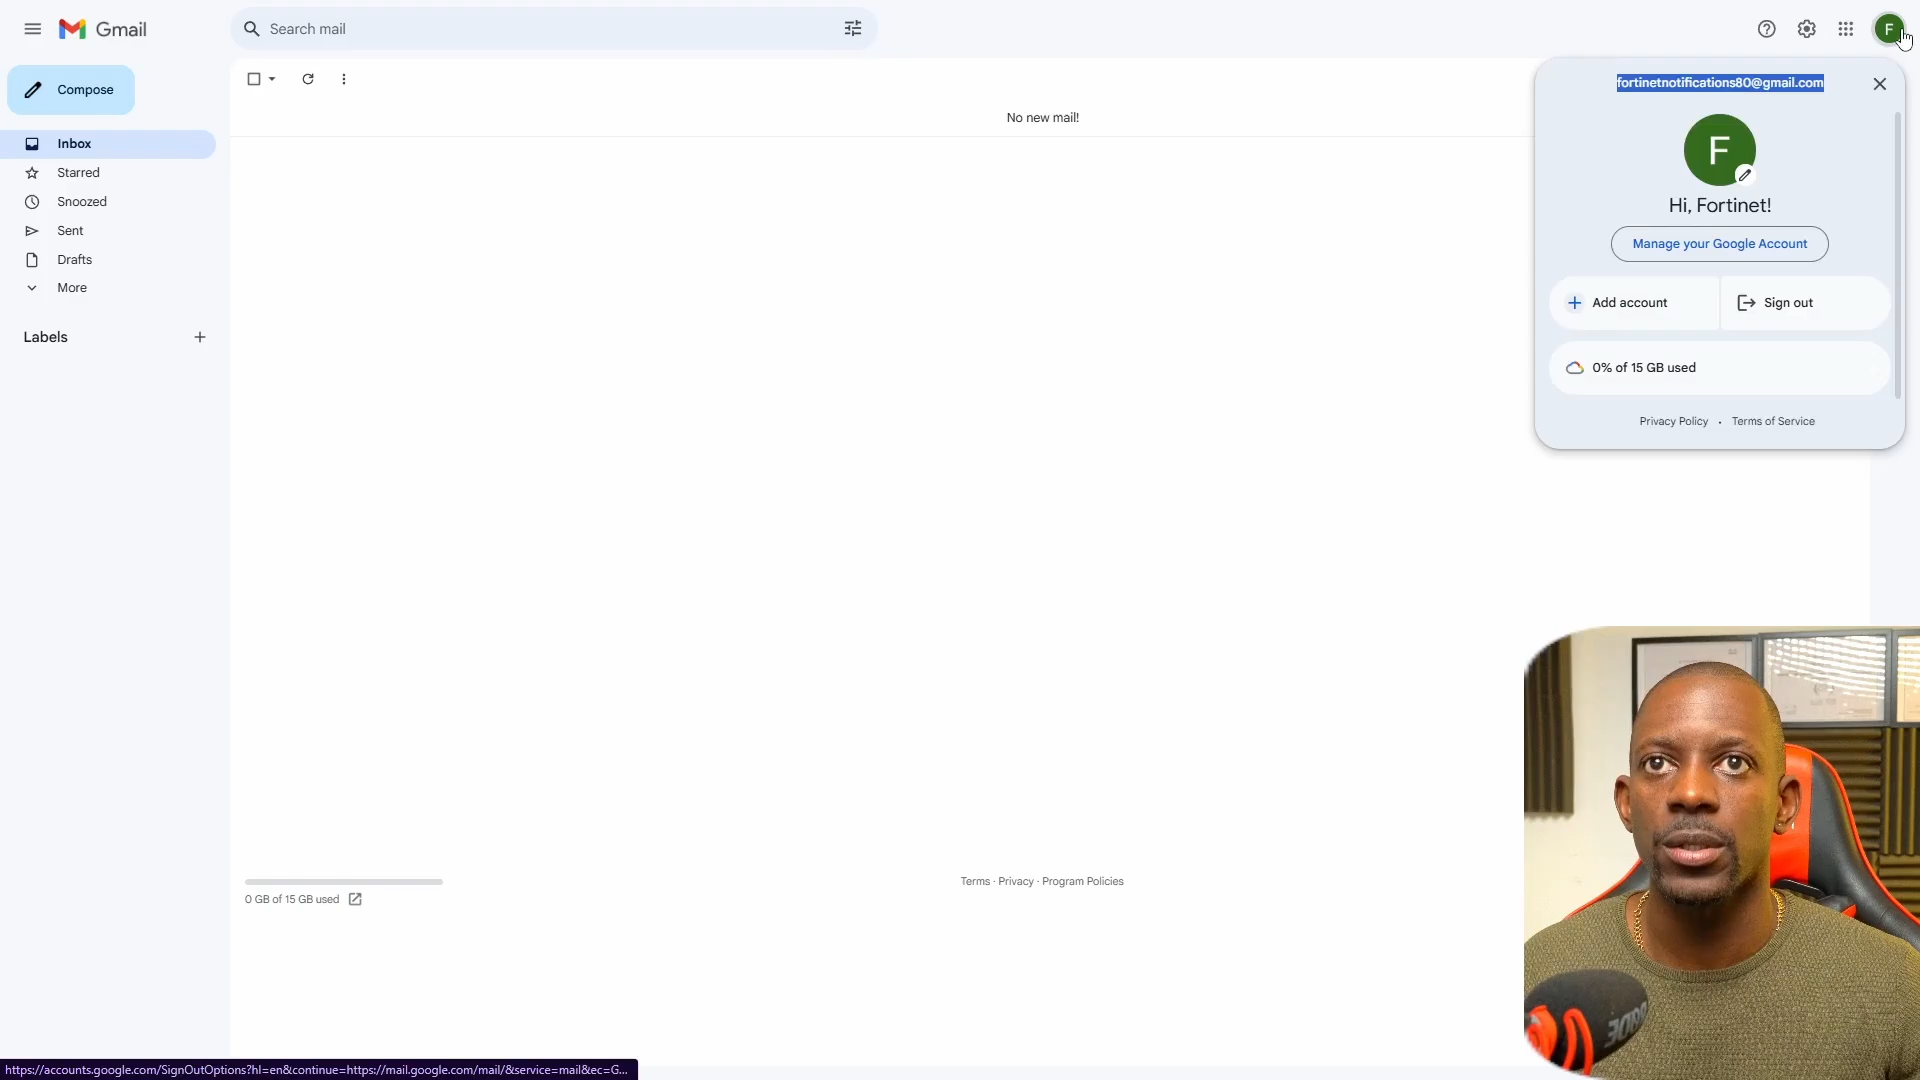 Gmail
Search mail
F
Compose
fortinetnotifications80@gmail.com
No new mail!
Inbox
F
Starred
Snoozed
Hi, Fortinet!
Sent
Manage your Google Account
Drafts
More
Add account
Sign out
Labels
0% of 15 GB used
Privacy Policy · Terms of Service
Terms · Privacy · Program Policies
0 GB of 15 GB used
RODE
https://accounts.google.com/SignOutOptions?hl=en&continue=https://mail.google.com/mail/&service=mail&ec=G...